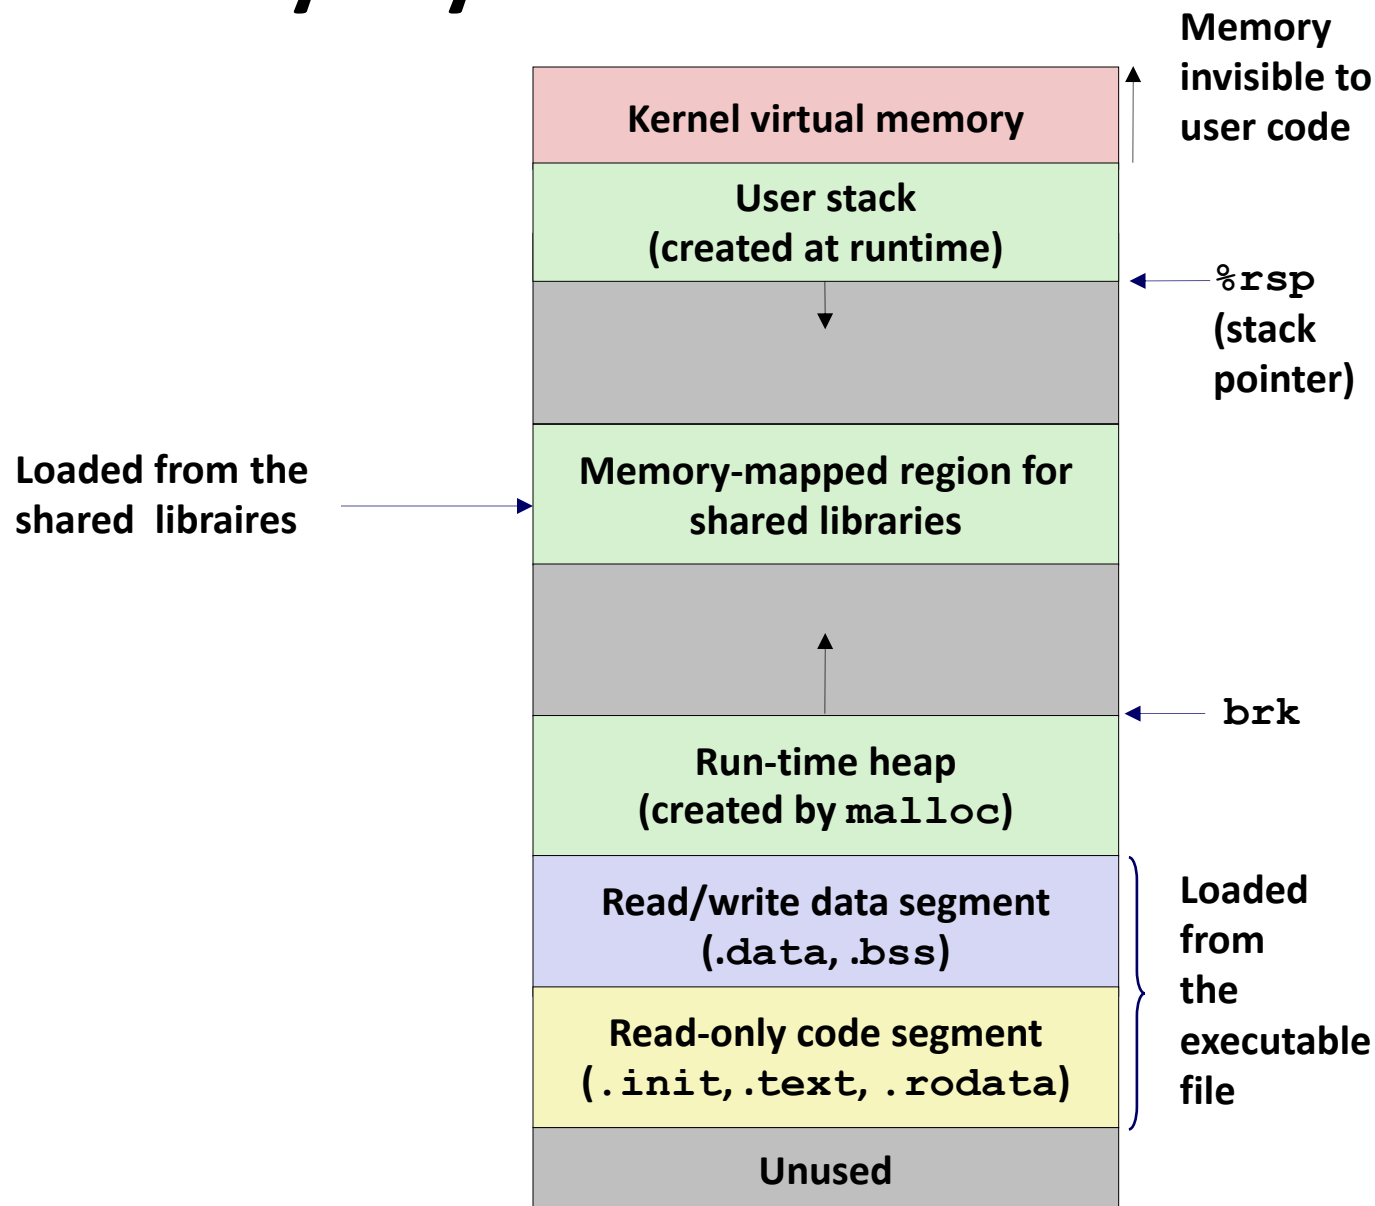 Memory
invisible to
user code
Kernel virtual memory
User stack
(created at runtime)
%rsp
(stack
pointer)
Loaded from the
shared  libraires
Memory-mapped region for
shared libraries
brk
Run-time heap
(created by malloc)
Read/write data segment
(.data, .bss)
Loaded
from
the
executable
file
Read-only code segment
(.init, .text, .rodata)
Unused